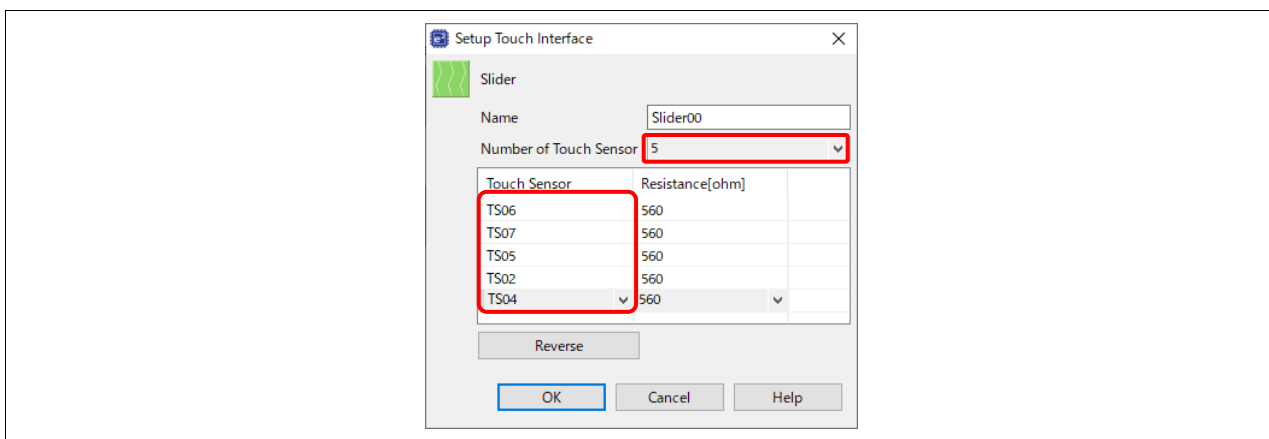 Setup Touch Interface
Slider
Name Slider00
Number of Touch Sensor 5
Touch Sensor Resistance[ohm]
TS06 560
TS07 560
TS05 560
TS02 560
TS04 560
Reverse
OK Cancel Help